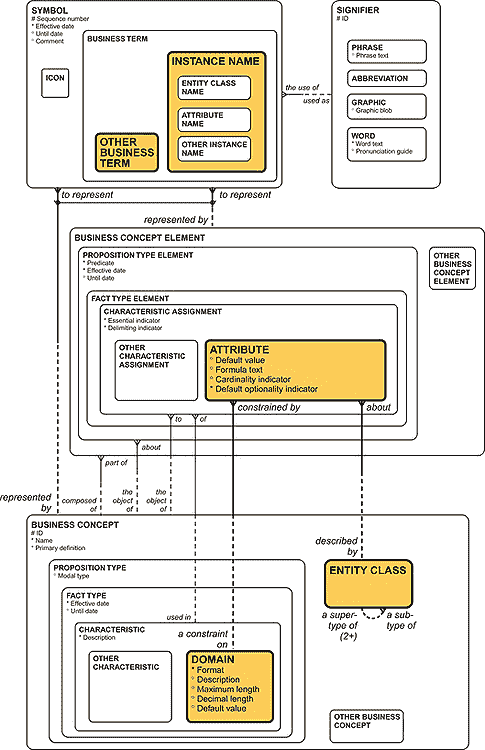 SYMBOL
# Sequence number
* Effective date
° Until date
° Comment
BUSINESS TERM
ICON
INSTANCE NAME
ENTITY CLASS
NAME
ATTRIBUTE
NAME
OTHER INSTANCE
NAME
OTHER
BUSINESS
TERM
SIGNIFIER
# ID
PHRASE
° Phrase text
ABBREVIATION
GRAPHIC
° Graphic blob
WORD
* Word text
° Pronunciation guide
the use of
used as
to represent
to represent
represented by
BUSINESS CONCEPT ELEMENT
PROPOSITION TYPE ELEMENT
* Predicate
* Effective date
° Until date
OTHER
BUSINESS
CONCEPT
ELEMENT
FACT TYPE ELEMENT
CHARACTERISTIC ASSIGNMENT
* Essential indicator
* Delimiting indicator
OTHER
CHARACTERISTIC
ASSIGNMENT
ATTRIBUTE
° Default value
° Formula text
° Cardinality indicator
* Default optionality indicator
to
of
constrained by
about
about
part of
represented
by
composed
of
the
object
of
the
object
of
BUSINESS CONCEPT
# ID
* Name
* Primary definition
described
by
PROPOSITION TYPE
° Modal type
ENTITY CLASS
FACT TYPE
* Effective date
° Until date
a super-
type of
(2+)
a sub-
type of
used in
CHARACTERISTIC
* Description
a constraint
on
OTHER
CHARACTERISTIC
DOMAIN
* Format
° Description
° Maximum length
° Decimal length
° Default value
OTHER BUSINESS
CONCEPT